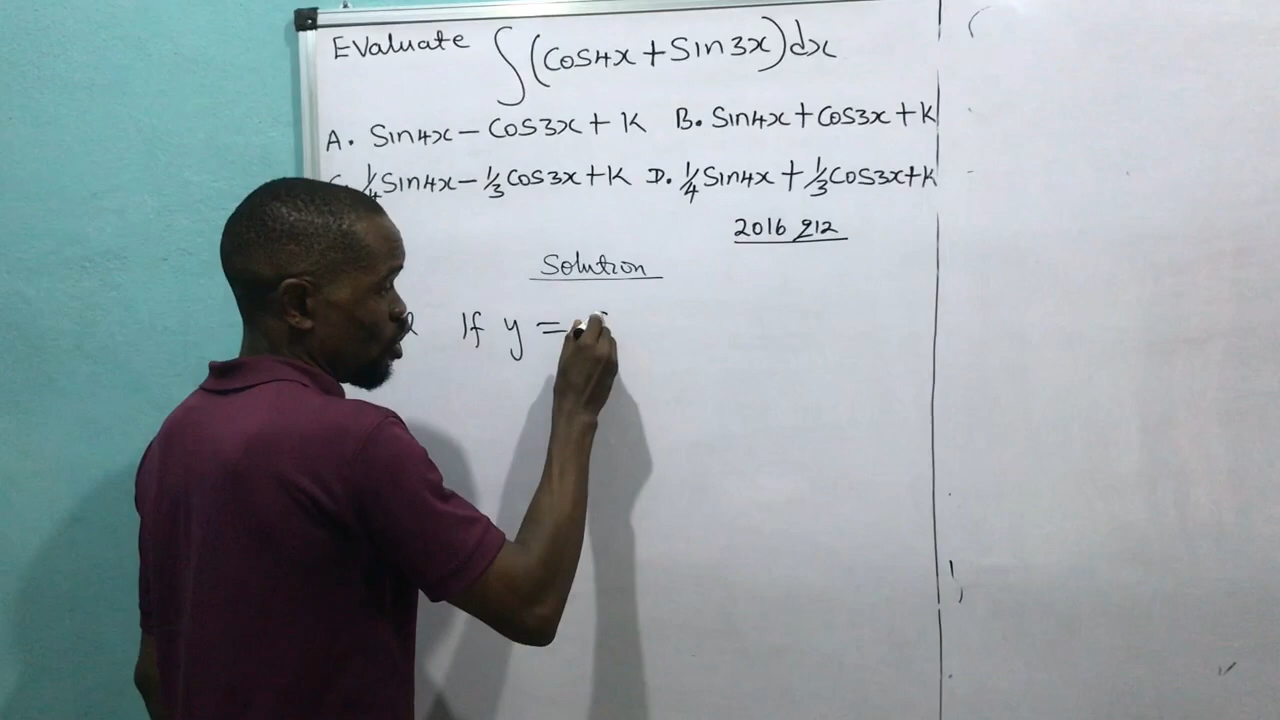 Evaluate ∫(Cos4x + Sin3x)dx
A. Sin4x - Cos3x + K B. Sin4x + Cos3x + K
¼Sin4x - ⅓Cos3x + K D. ¼Sin4x + ⅓Cos3x + K
2016 Q12
Solution
If y =